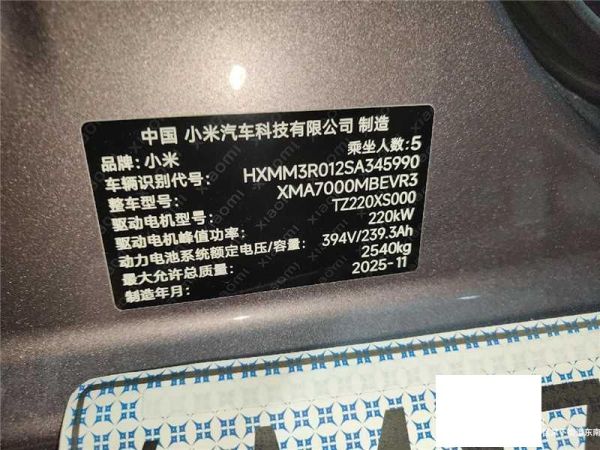 中国 小米汽车科技有限公司 制造
品牌:小米 乘坐人数:5
车辆识别代号: HXMM3R012SA345990
整车型号: XMA7000MBEVR3
驱动电机型号: TZ220XS000
驱动电机峰值功率: 220kW
动力电池系统额定电压/容量: 394V/239.3Ah
最大允许总质量: 2540kg
制造年月: 2025-11